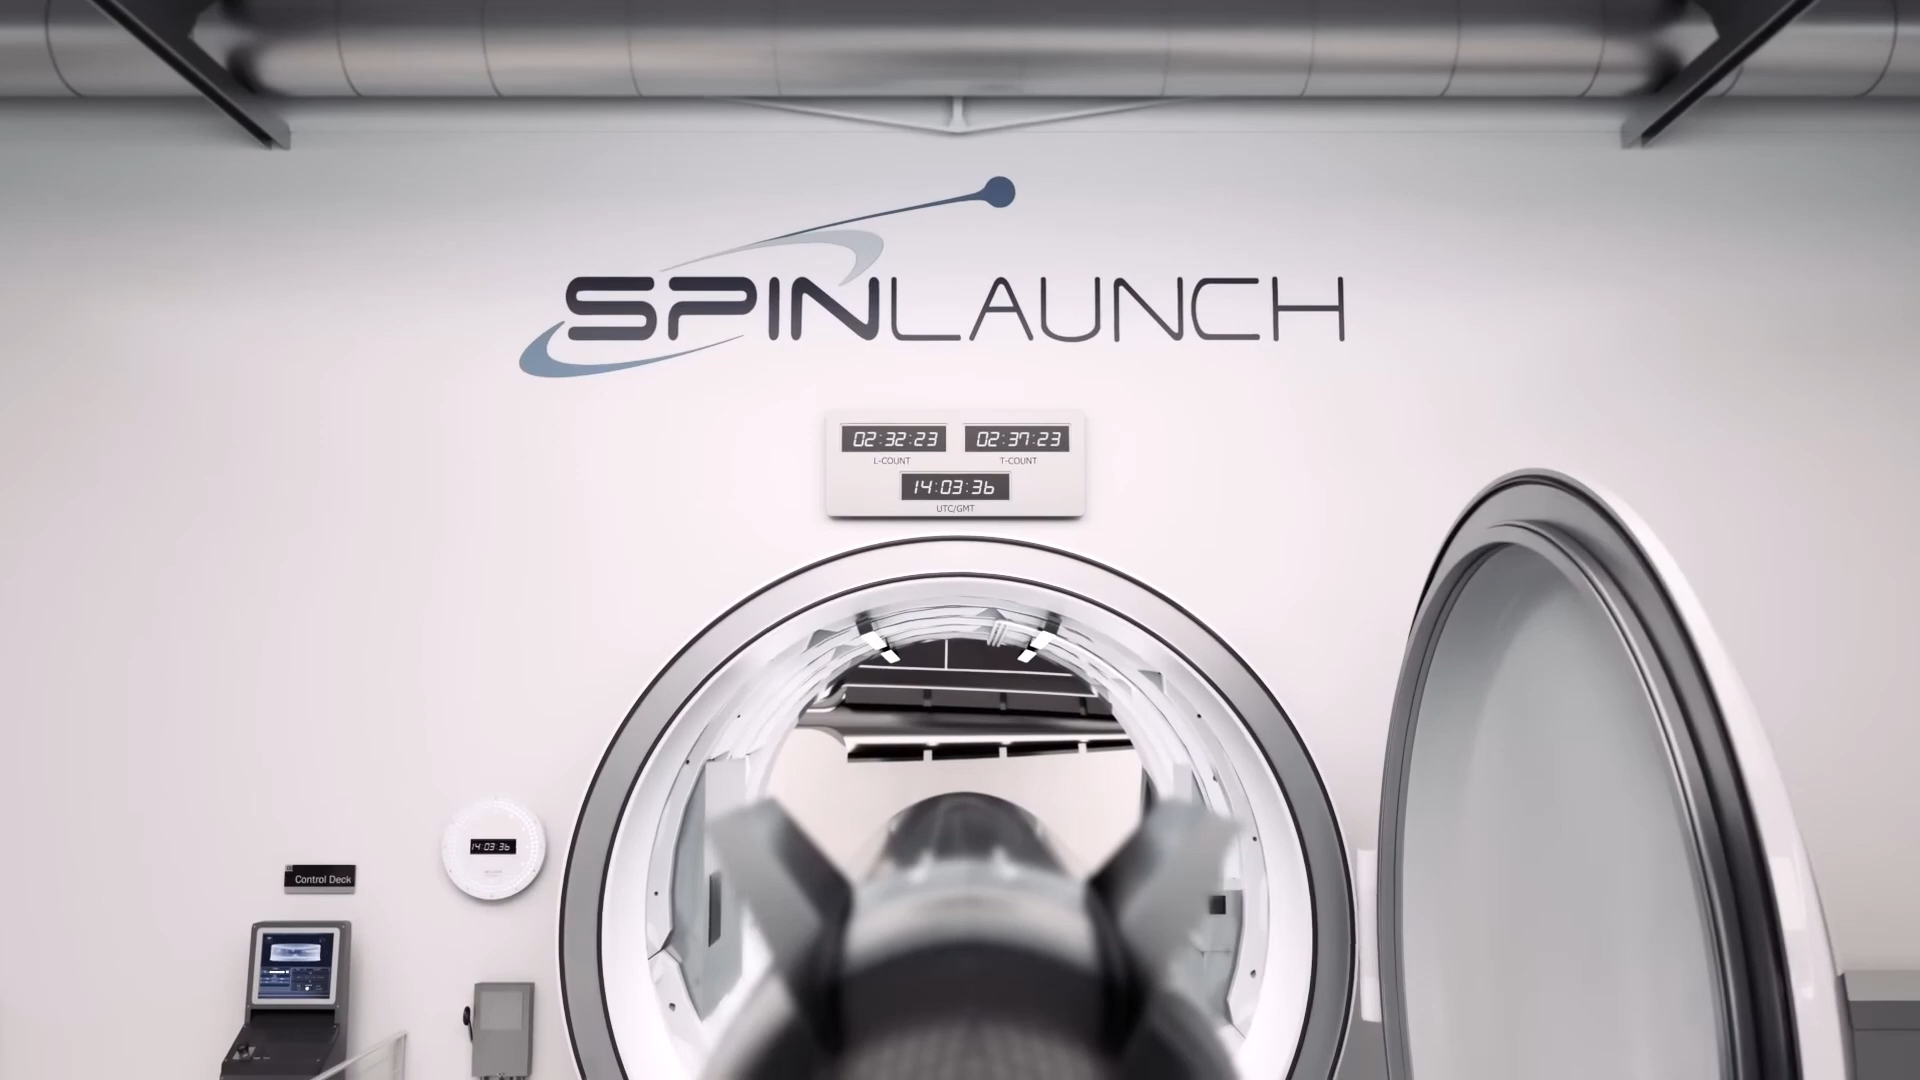 SPINLAUNCH
02:32:23 02:37:23
L-COUNT T-COUNT
14:03:36
UTC/GMT
14:03:36
Control Deck